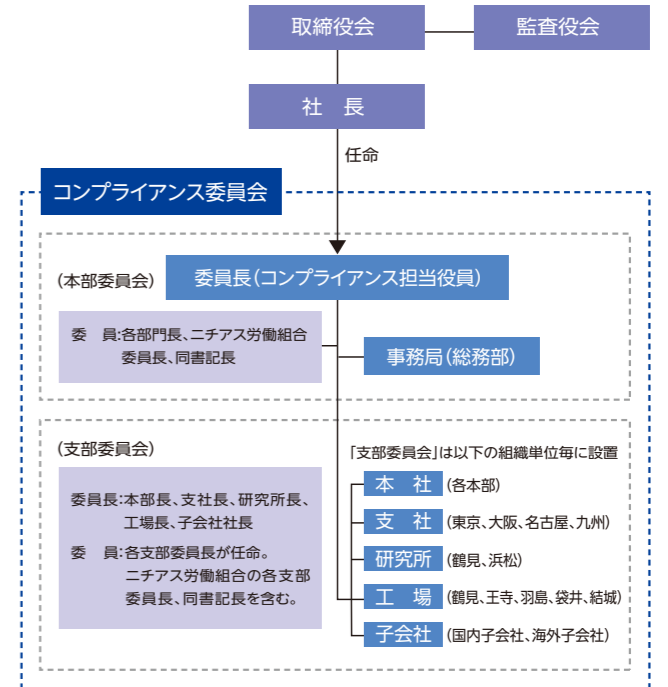 取締役会
監査役会
社　長
任命
コンプライアンス委員会
(本部委員会)
委員長(コンプライアンス担当役員)
委　員:各部門長、ニチアス労働組合
委員長、同書記長
事務局(総務部)
(支部委員会)
委員長:本部長、支社長、研究所長、
工場長、子会社社長
委　員:各支部委員長が任命。
ニチアス労働組合の各支部
委員長、同書記長を含む。
「支部委員会」は以下の組織単位毎に設置
本　社 (各本部)
支　社 (東京、大阪、名古屋、九州)
研究所 (鶴見、浜松)
工　場 (鶴見、王寺、羽島、袋井、結城)
子会社 (国内子会社、海外子会社)